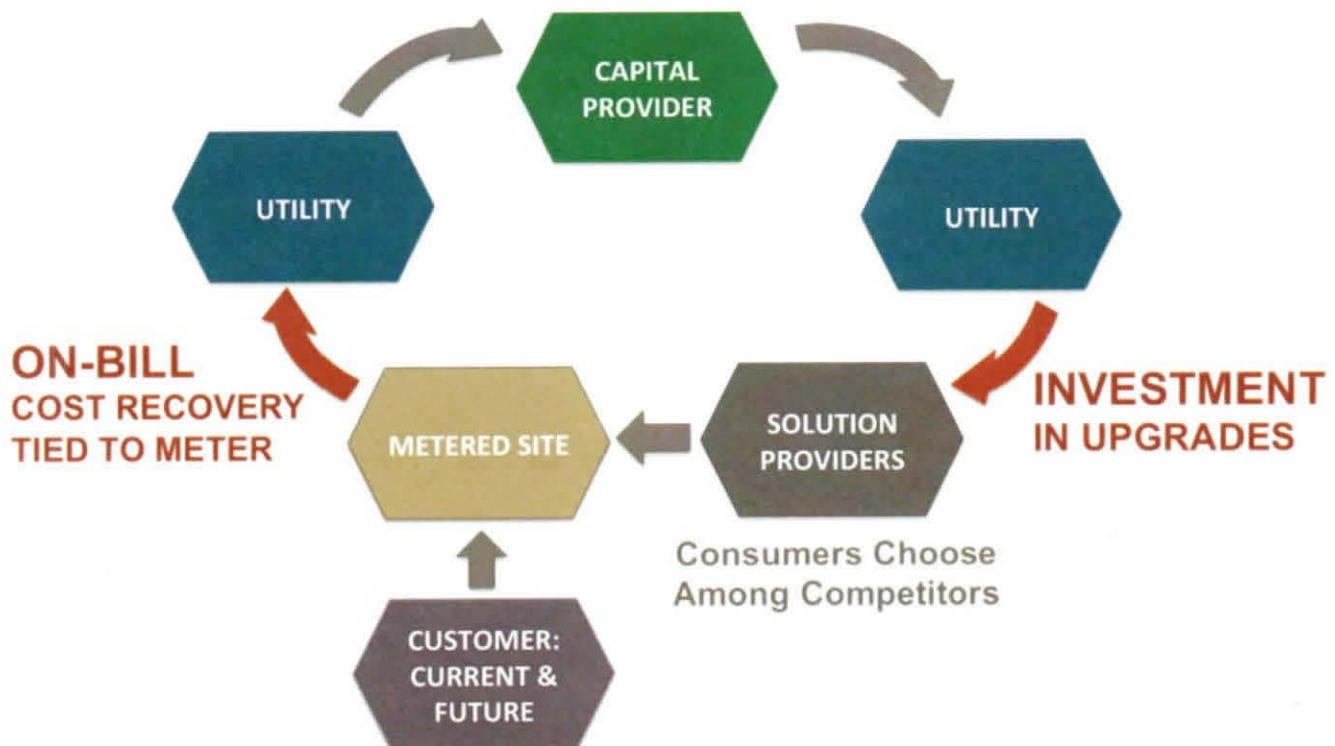 CAPITAL
PROVIDER
UTILITY
UTILITY
ON-BILL
COST RECOVERY
TIED TO METER
INVESTMENT
IN UPGRADES
METERED SITE
SOLUTION
PROVIDERS
Consumers Choose
Among Competitors
CUSTOMER:
CURRENT &
FUTURE